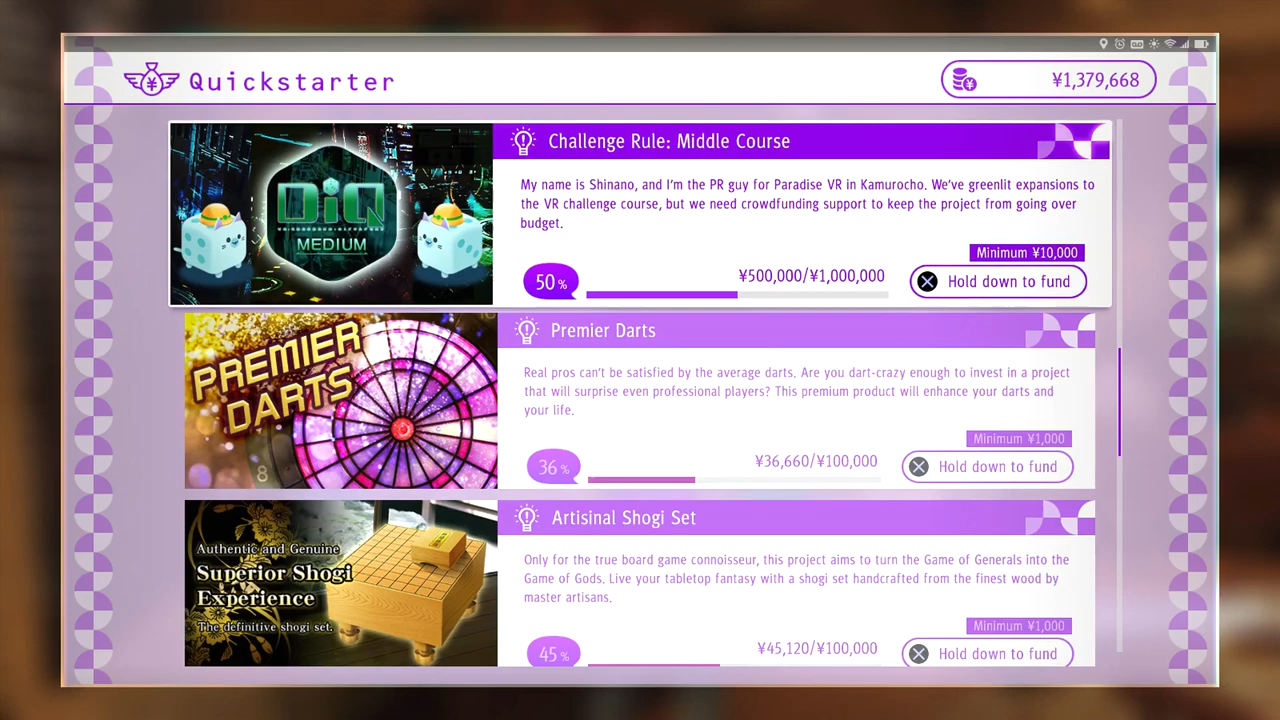 Quickstarter
¥1,379,668
DiQ
MEDIUM
Challenge Rule: Middle Course
My name is Shinano, and I'm the PR guy for Paradise VR in Kamurocho. We've greenlit expansions to
the VR challenge course, but we need crowdfunding support to keep the project from going over
budget.
Minimum ¥10,000
50%
¥500,000/¥1,000,000
Hold down to fund
PREMIER
DARTS
8
Premier Darts
Real pros can't be satisfied by the average darts. Are you dart-crazy enough to invest in a project
that will surprise even professional players? This premium product will enhance your darts and
your life.
Minimum ¥1,000
36%
¥36,660/¥100,000
Hold down to fund
Authentic and Genuine
Superior Shogi
Experience
The definitive shogi set.
Artisinal Shogi Set
Only for the true board game connoisseur, this project aims to turn the Game of Generals into the
Game of Gods. Live your tabletop fantasy with a shogi set handcrafted from the finest wood by
master artisans.
Minimum ¥1,000
45%
¥45,120/¥100,000
Hold down to fund